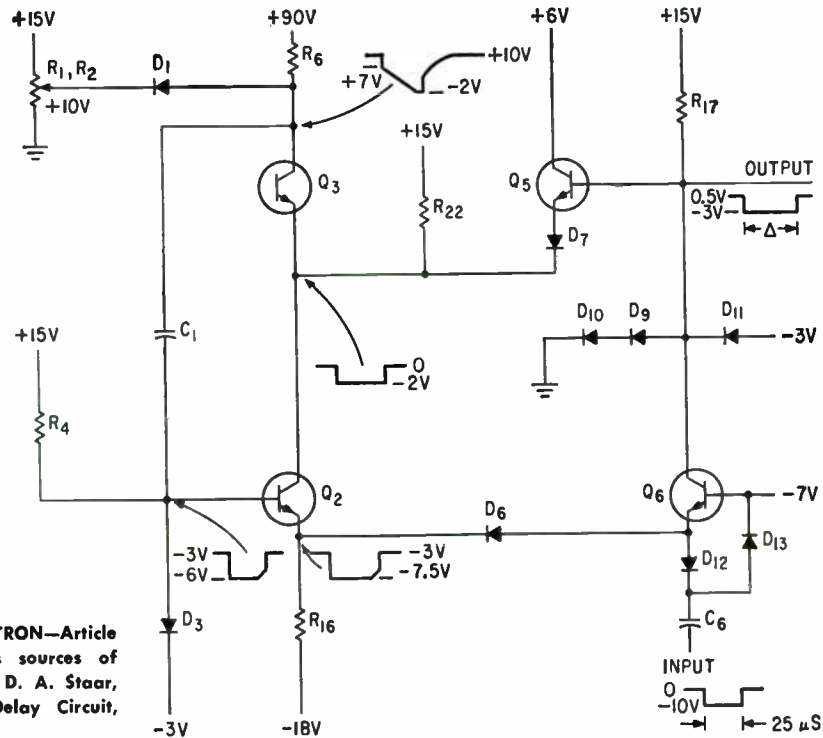 +15V
+90V
+6V
+15V
R1, R2
D1
R6
+10V
+7V
-2V
+10V
R17
+15V
Q3
Q5
OUTPUT
0.5V
-3V
Δ
R22
D7
C1
D10
D9
D11
-3V
+15V
0
-2V
R4
Q2
Q6
-7V
D6
D13
D12
-3V
-6V
-3V
-7.5V
C6
D3
R16
INPUT
0
-10V
25 μS
-3V
-18V
TRON—Article
s sources of
D. A. Staar,
Delay Circuit,